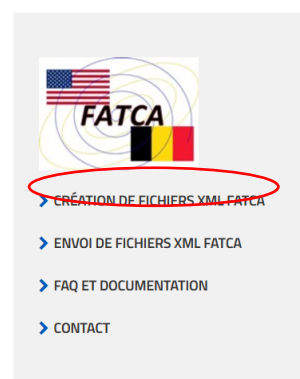 FATCA
CRÉATION DE FICHIERS XML FATCA
ENVOI DE FICHIERS XML FATCA
FAQ ET DOCUMENTATION
CONTACT